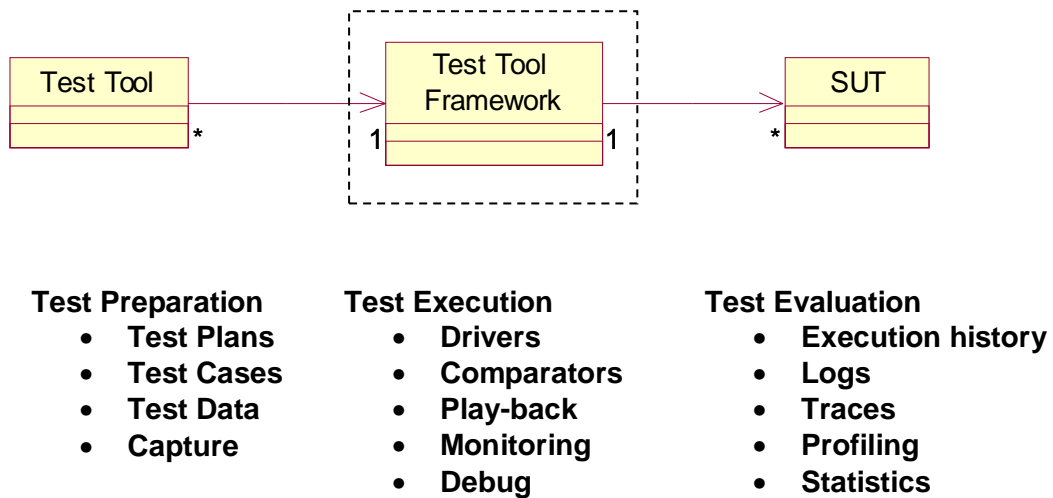 Test Tool
Test Tool
Framework
SUT
*
1
1
*
Test Preparation
• Test Plans
• Test Cases
• Test Data
• Capture
Test Execution
• Drivers
• Comparators
• Play-back
• Monitoring
• Debug
Test Evaluation
• Execution history
• Logs
• Traces
• Profiling
• Statistics